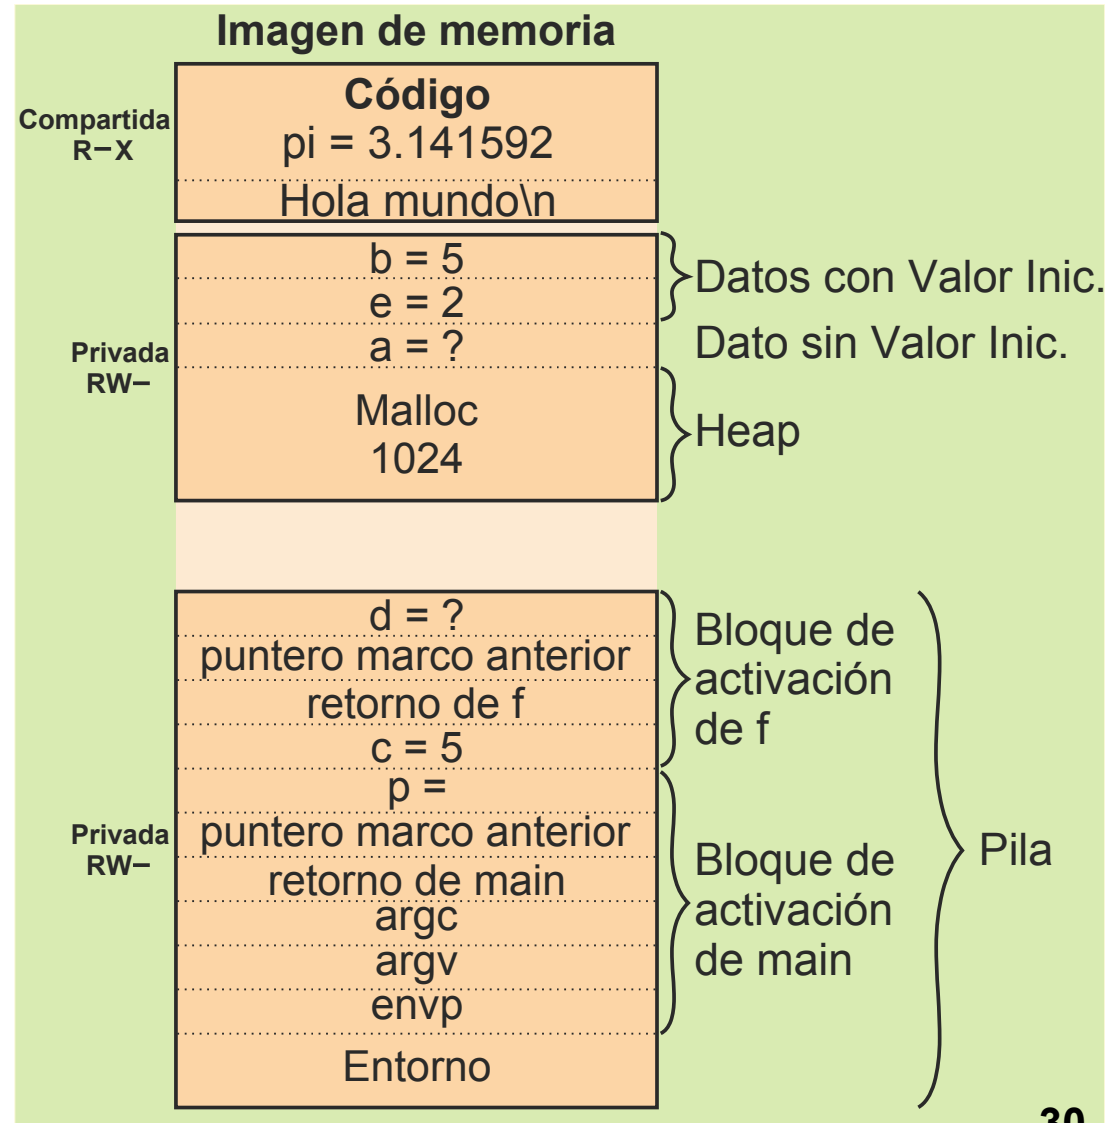 Imagen de memoria
Compartida
R–X
Código
pi = 3.141592
Hola mundo\n
Privada
RW–
b = 5
e = 2
a = ?
Malloc
1024
Datos con Valor Inic.
Dato sin Valor Inic.
Heap
d = ?
puntero marco anterior
retorno de f
c = 5
Bloque de
activación
de f
Privada
RW–
p =
puntero marco anterior
retorno de main
argc
argv
envp
Entorno
Bloque de
activación
de main
Pila
30